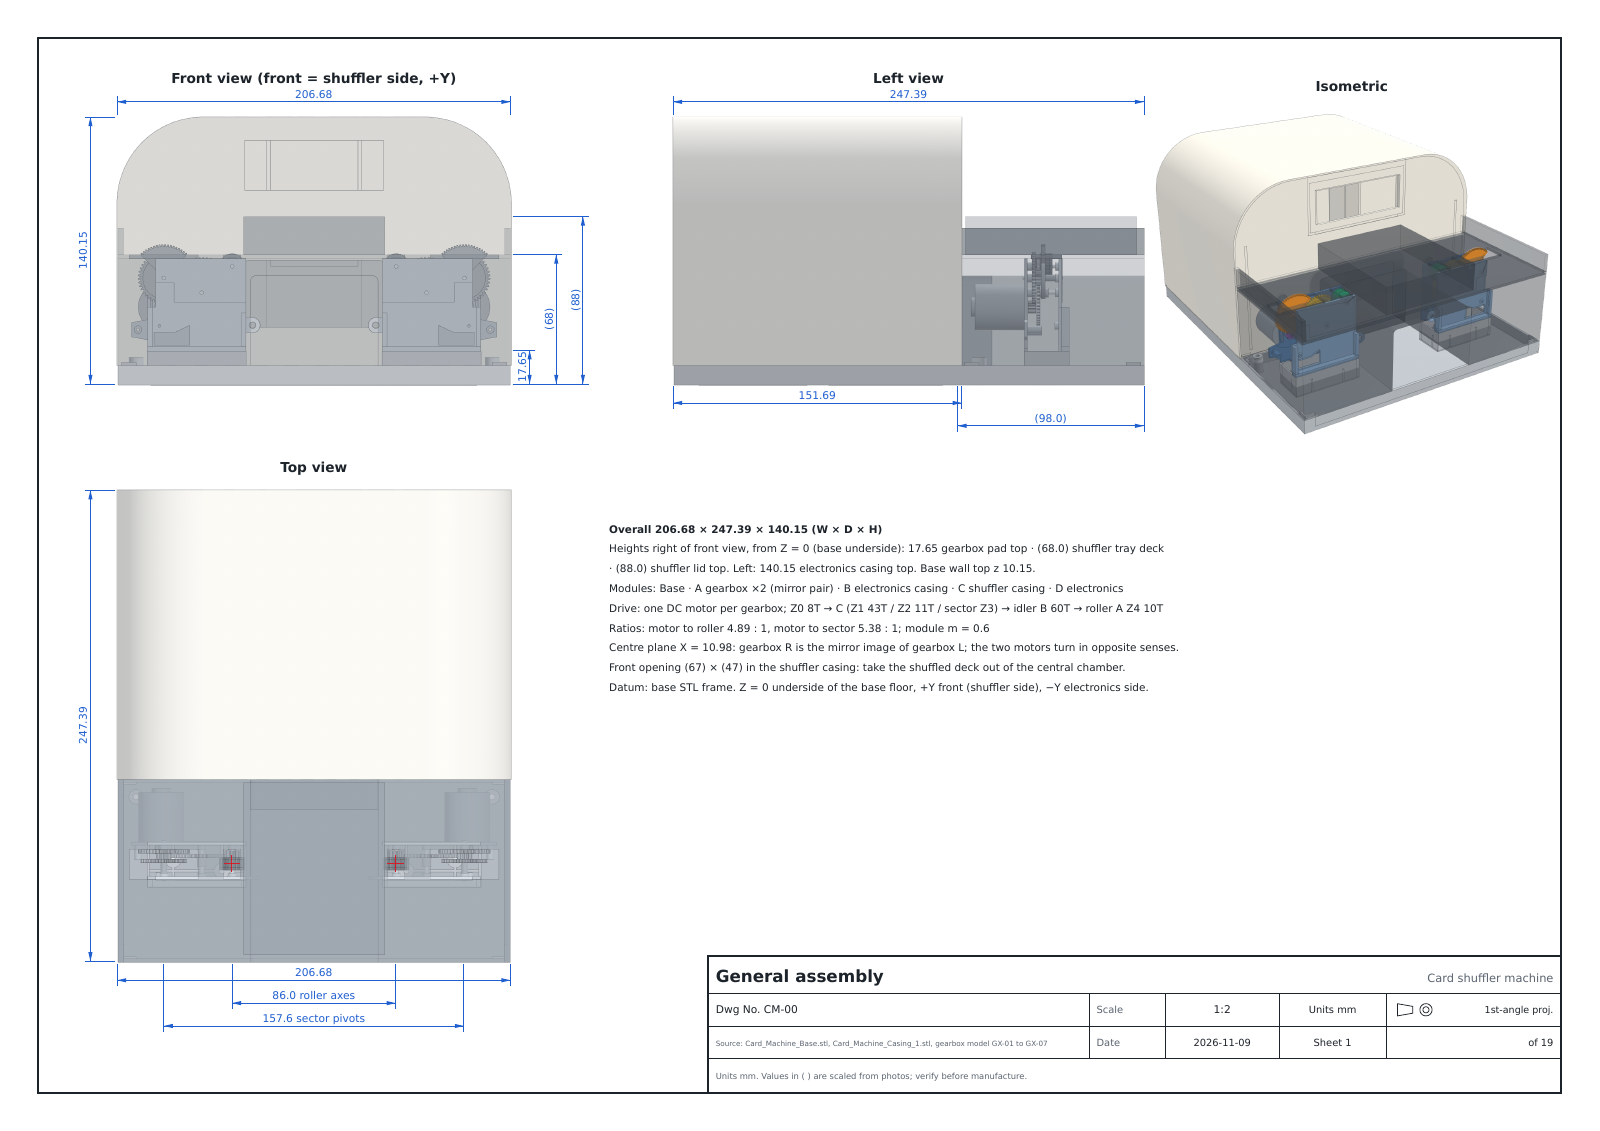 Front view (front = shuffler side, +Y)
206.68
140.15
17.65
(68)
(88)
Left view
247.39
151.69
(98.0)
Isometric
Top view
247.39
206.68
86.0 roller axes
157.6 sector pivots
Overall 206.68 × 247.39 × 140.15 (W × D × H)
Heights right of front view, from Z = 0 (base underside): 17.65 gearbox pad top · (68.0) shuffler tray deck
· (88.0) shuffler lid top. Left: 140.15 electronics casing top. Base wall top z 10.15.
Modules: Base · A gearbox ×2 (mirror pair) · B electronics casing · C shuffler casing · D electronics
Drive: one DC motor per gearbox; Z0 8T → C (Z1 43T / Z2 11T / sector Z3) → idler B 60T → roller A Z4 10T
Ratios: motor to roller 4.89 : 1, motor to sector 5.38 : 1; module m = 0.6
Centre plane X = 10.98: gearbox R is the mirror image of gearbox L; the two motors turn in opposite senses.
Front opening (67) × (47) in the shuffler casing: take the shuffled deck out of the central chamber.
Datum: base STL frame. Z = 0 underside of the base floor, +Y front (shuffler side), −Y electronics side.
General assembly
Card shuffler machine
Dwg No. CM-00
Scale
1:2
Units mm
1st-angle proj.
Source: Card_Machine_Base.stl, Card_Machine_Casing_1.stl, gearbox model GX-01 to GX-07
Date
2026-11-09
Sheet 1
of 19
Units mm. Values in ( ) are scaled from photos; verify before manufacture.